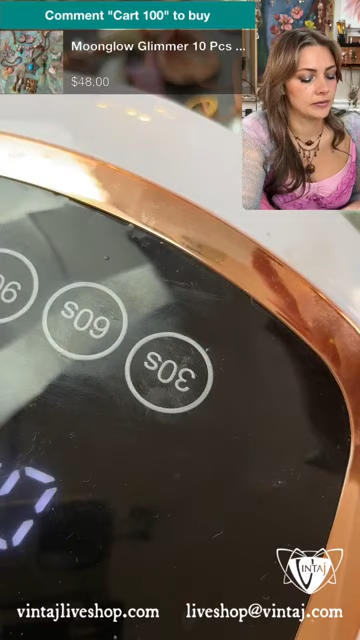 Comment "Cart 100" to buy
Moonglow Glimmer 10 Pcs ...
$48.00
60s
30s
VINTAJ
vintajliveshop.com
liveshop@vintaj.com